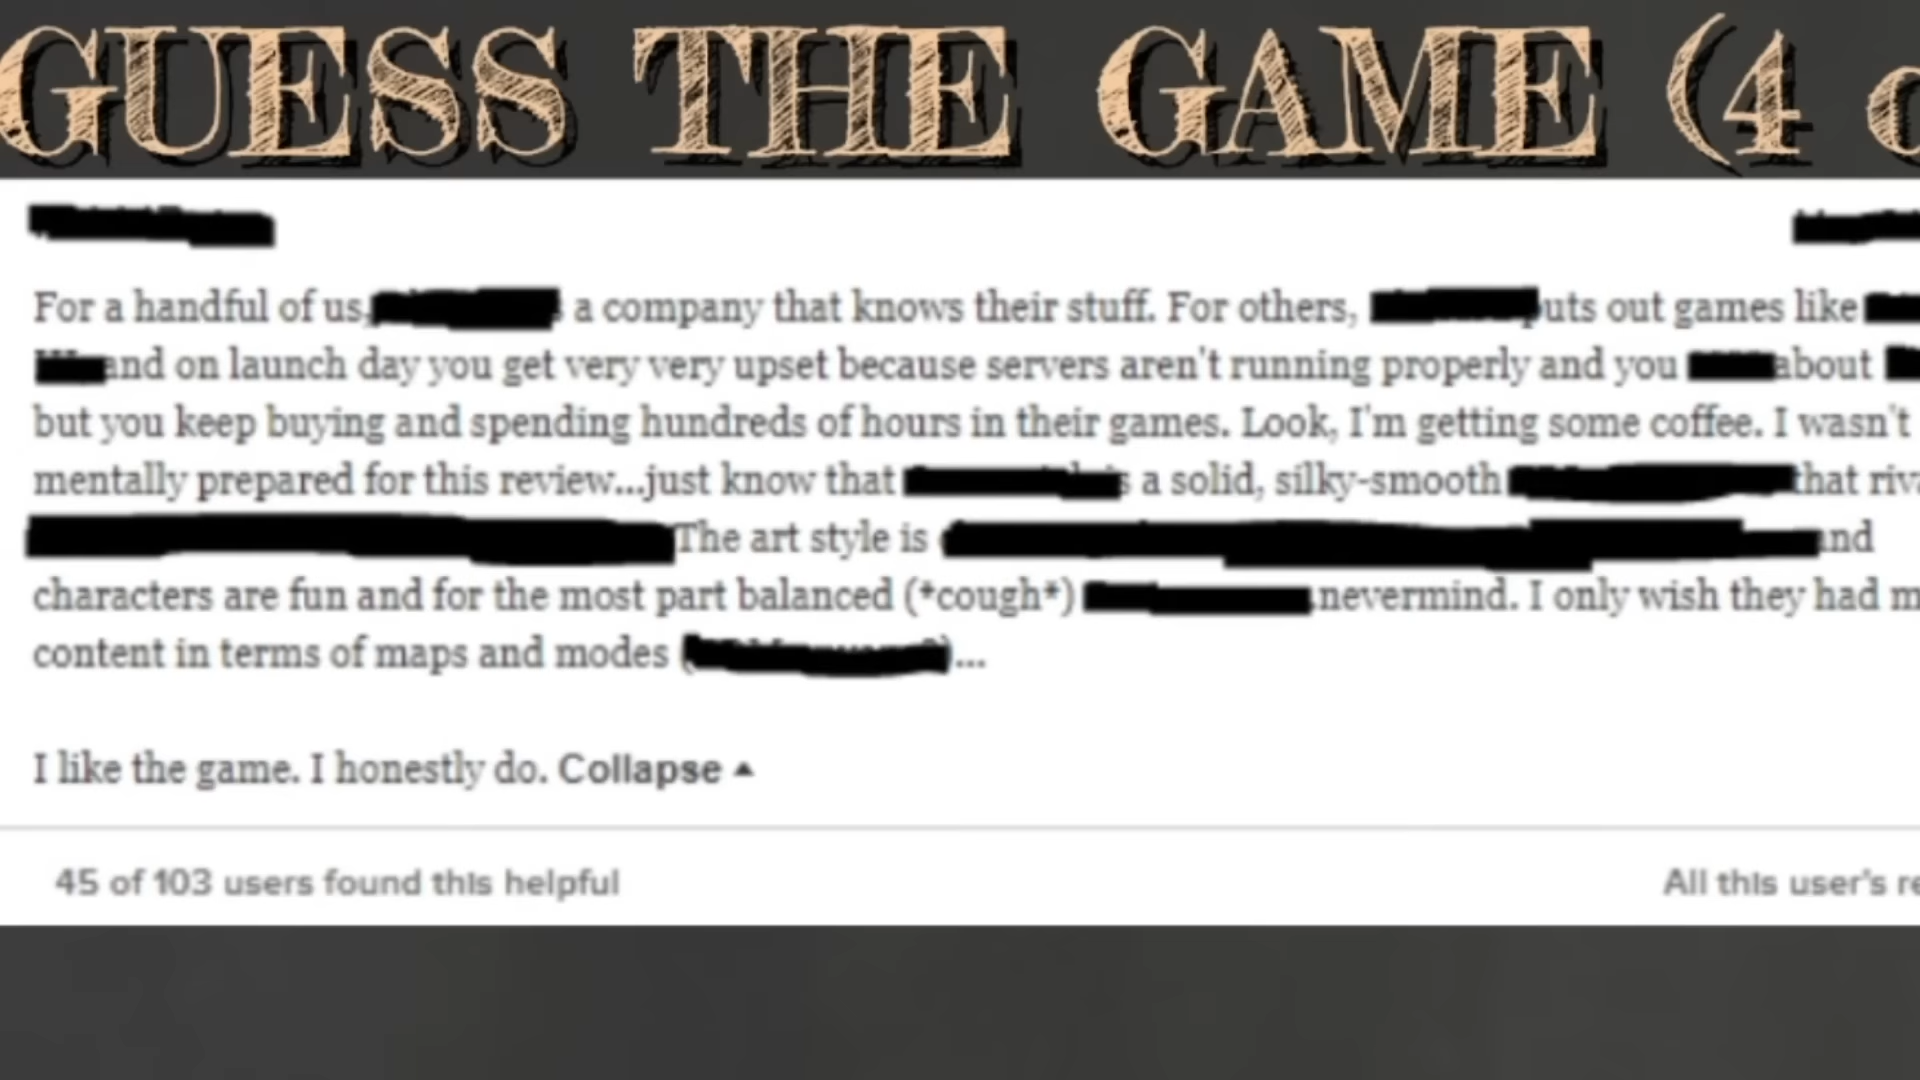 GUESS THE GAME (4
For a handful of us, a company that knows their stuff. For others, puts out games like
and on launch day you get very very upset because servers aren't running properly and you about
but you keep buying and spending hundreds of hours in their games. Look, I'm getting some coffee. I wasn't
mentally prepared for this review...just know that is a solid, silky-smooth that
The art style is and
characters are fun and for the most part balanced (*cough*) nevermind. I only wish they had
content in terms of maps and modes ( )...
I like the game. I honestly do. Collapse ▲
45 of 103 users found this helpful
All this user's